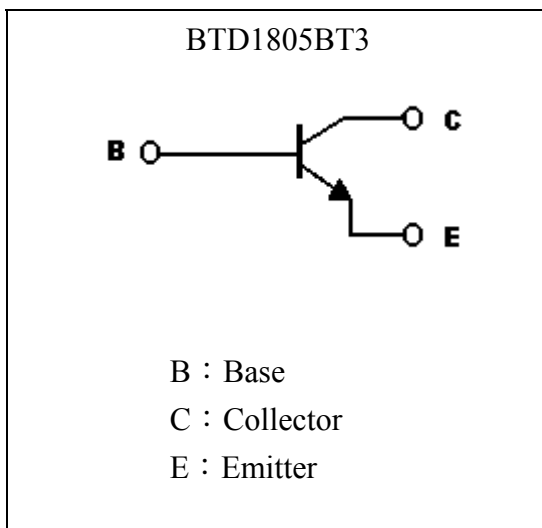 BTD1805BT3
C
B
E
B：Base
C：Collector
E：Emitter